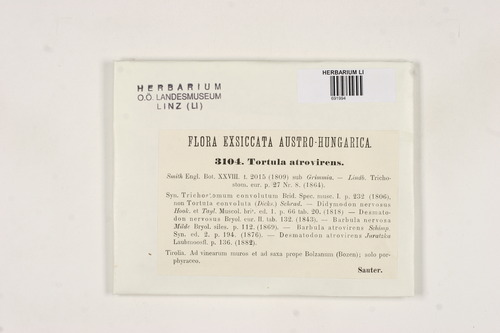 HERBARIUM
O.Ö. LANDESMUSEUM
LINZ (LI)
HERBARIUM LI
FLORA EXSICCATA AUSTRO-HUNGARICA.
3104. Tortula atrovirens.
Smith Engl. Bot. XXVIII. t. 2015 (1809) sub Grimmia. — Lindb. Tricho-
stom. eur. p. 27 Nr. 8. (1864).
Syn. Trichostomum convolutum Brid. Spec. musc. I. p. 232 (1806),
non Tortula convoluta (Dicks.) Schrad. — Didymodon nervosus
Hook. et Tayl. Muscol. brit. ed. 1. p. 66 tab. 20. (1818) — Desmato-
don nervosus Bryol. eur. II. tab. 132. (1843). — Barbula nervosa
Milde Bryol. siles. p. 112. (1869). — Barbula atrovirens Schimp.
Syn. ed. 2. p. 194. (1876). — Desmatodon atrovirens Juratzka
Laubmoosfl. p. 136. (1882).
Tirolia. Ad vinearum muros et ad saxa prope Bolzanum (Bozen); solo por-
phyraceo.
Sauter.